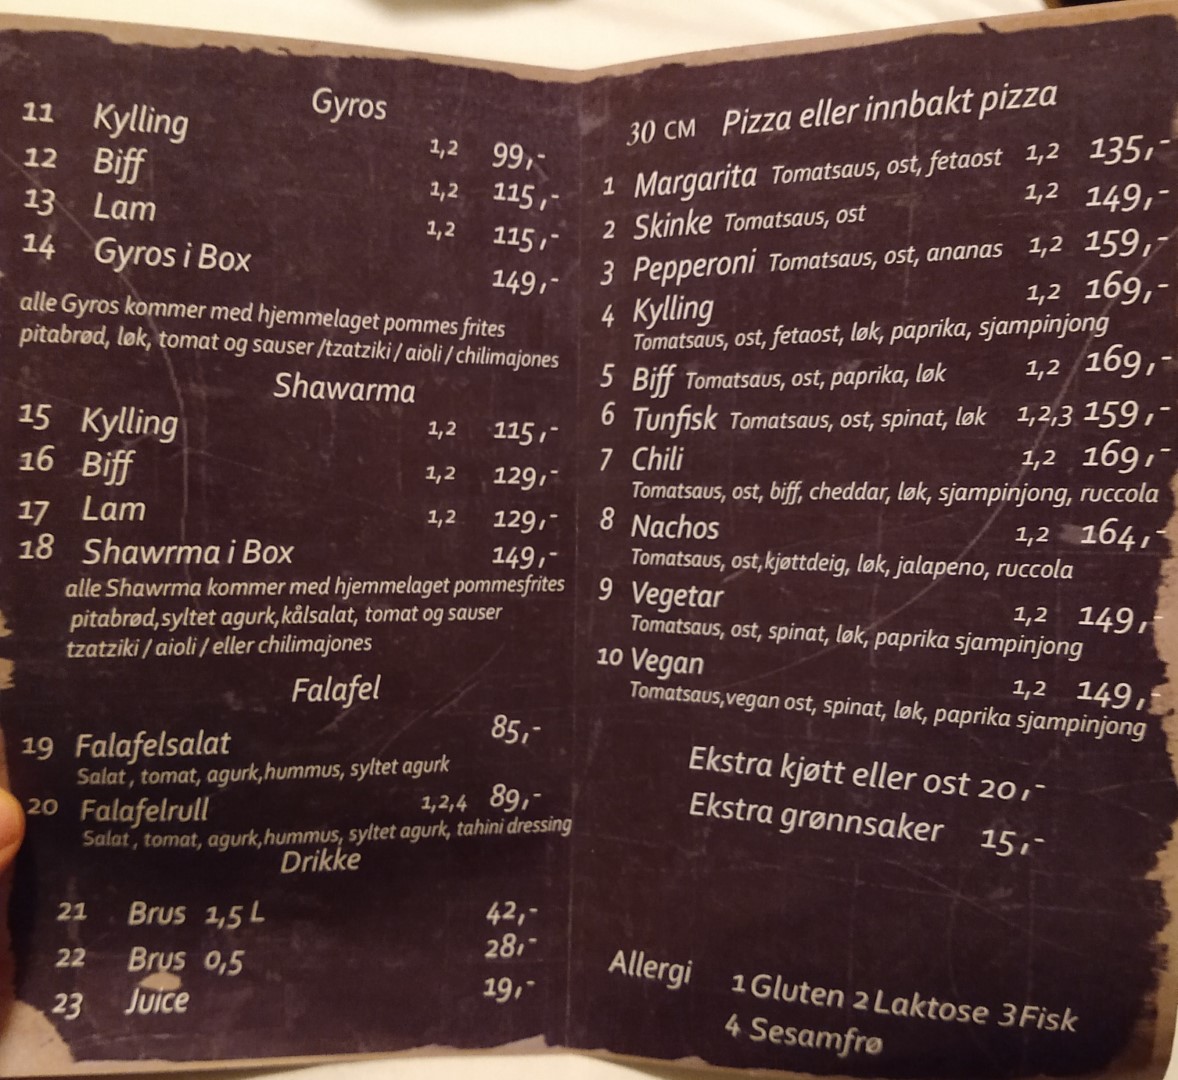 Gyros
11 Kylling 1,2 99,-
12 Biff 1,2 115,-
13 Lam 1,2 115,-
14 Gyros i Box 149,-
alle Gyros kommer med hjemmelaget pommes frites
pitabrød, løk, tomat og sauser /tzatziki / aioli / chilimajones
Shawarma
15 Kylling 1,2 115,-
16 Biff 1,2 129,-
17 Lam 1,2 129,-
18 Shawrma i Box 149,-
alle Shawrma kommer med hjemmelaget pommesfrites
pitabrød,syltet agurk,kålsalat, tomat og sauser
tzatziki / aioli / eller chilimajones
Falafel
19 Falafelsalat 85,-
Salat , tomat, agurk,hummus, syltet agurk
20 Falafelrull 1,2,4 89,-
Salat , tomat, agurk,hummus, syltet agurk, tahini dressing
Drikke
21 Brus 1,5 L 42,-
22 Brus 0,5 28,-
23 Juice 19,-
30 CM Pizza eller innbakt pizza
1 Margarita Tomatsaus, ost, fetaost 1,2 135,-
2 Skinke Tomatsaus, ost 1,2 149,-
3 Pepperoni Tomatsaus, ost, ananas 1,2 159,-
4 Kylling 1,2 169,-
Tomatsaus, ost, fetaost, løk, paprika, sjampinjong
5 Biff Tomatsaus, ost, paprika, løk 1,2 169,-
6 Tunfisk Tomatsaus, ost, spinat, løk 1,2,3 159,-
7 Chili 1,2 169,-
Tomatsaus, ost, biff, cheddar, løk, sjampinjong, ruccola
8 Nachos 1,2 164,-
Tomatsaus, ost,kjøttdeig, løk, jalapeno, ruccola
9 Vegetar 1,2 149,-
Tomatsaus, ost, spinat, løk, paprika sjampinjong
10 Vegan 1,2 149,-
Tomatsaus,vegan ost, spinat, løk, paprika sjampinjong
Ekstra kjøtt eller ost 20,-
Ekstra grønnsaker 15,-
Allergi 1 Gluten 2 Laktose 3 Fisk
4 Sesamfrø